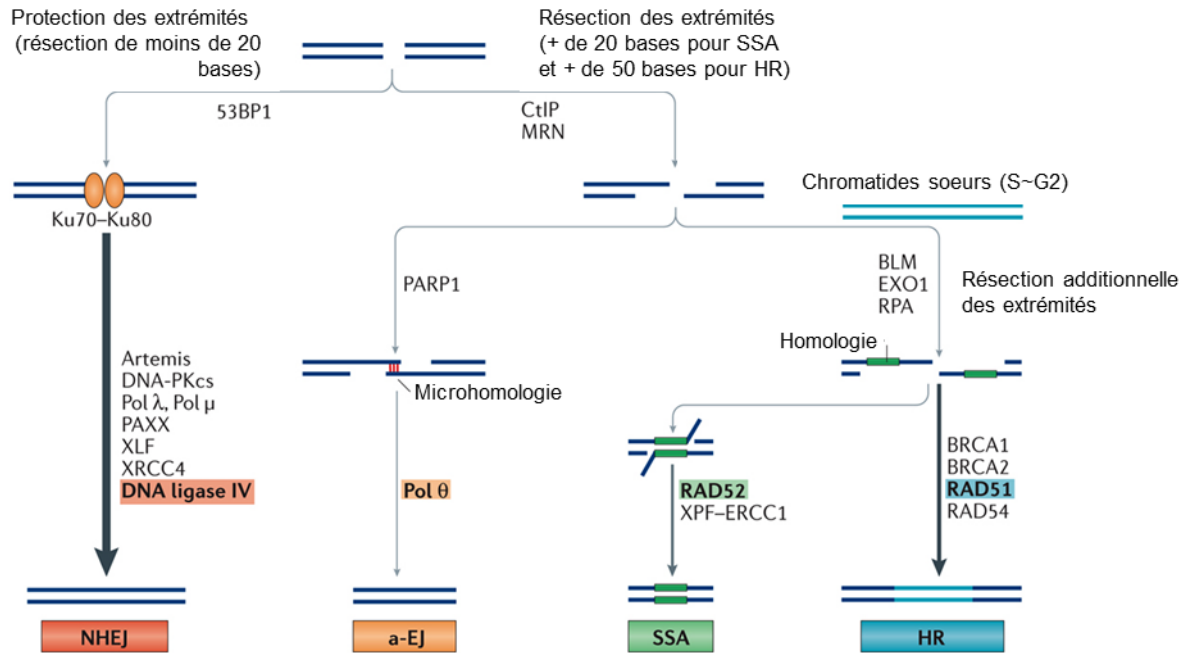 Protection des extrémités
(résection de moins de 20
bases)
Résection des extrémités
(+ de 20 bases pour SSA
et + de 50 bases pour HR)
53BP1
CtIP
MRN
Ku70–Ku80
Chromatides soeurs (S~G2)
PARP1
BLM
EXO1
RPA
Résection additionnelle
des extrémités
Homologie
Microhomologie
Artemis
DNA-PKcs
Pol λ, Pol μ
PAXX
XLF
XRCC4
DNA ligase IV
Pol θ
RAD52
XPF–ERCC1
BRCA1
BRCA2
RAD51
RAD54
NHEJ
a-EJ
SSA
HR